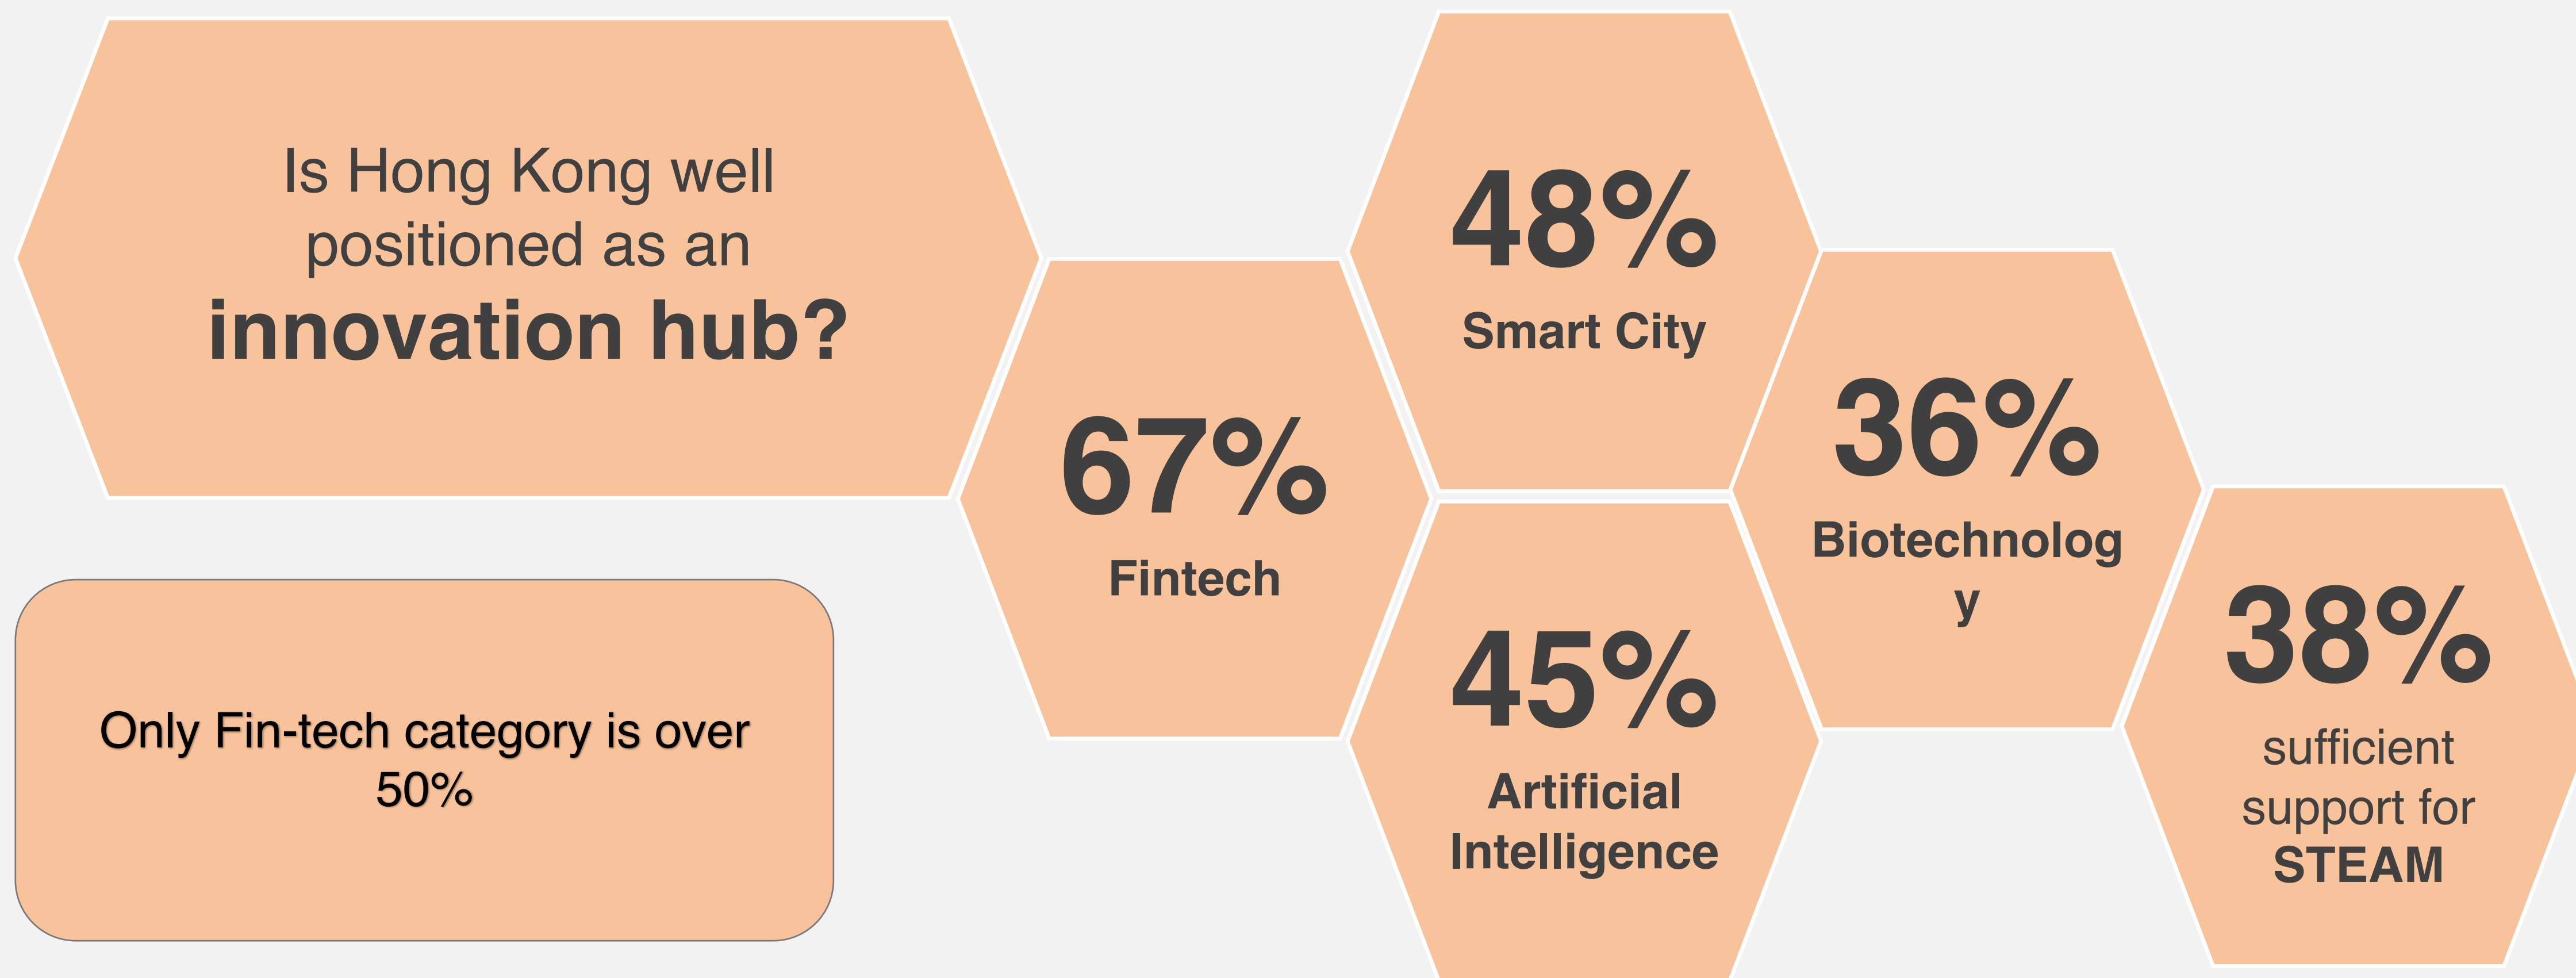 Is Hong Kong well
positioned as an
innovation hub?
67%
Fintech
48%
Smart City
45%
Artificial
Intelligence
36%
Biotechnolog
y
38%
sufficient
support for
STEAM
Only Fin-tech category is over
50%